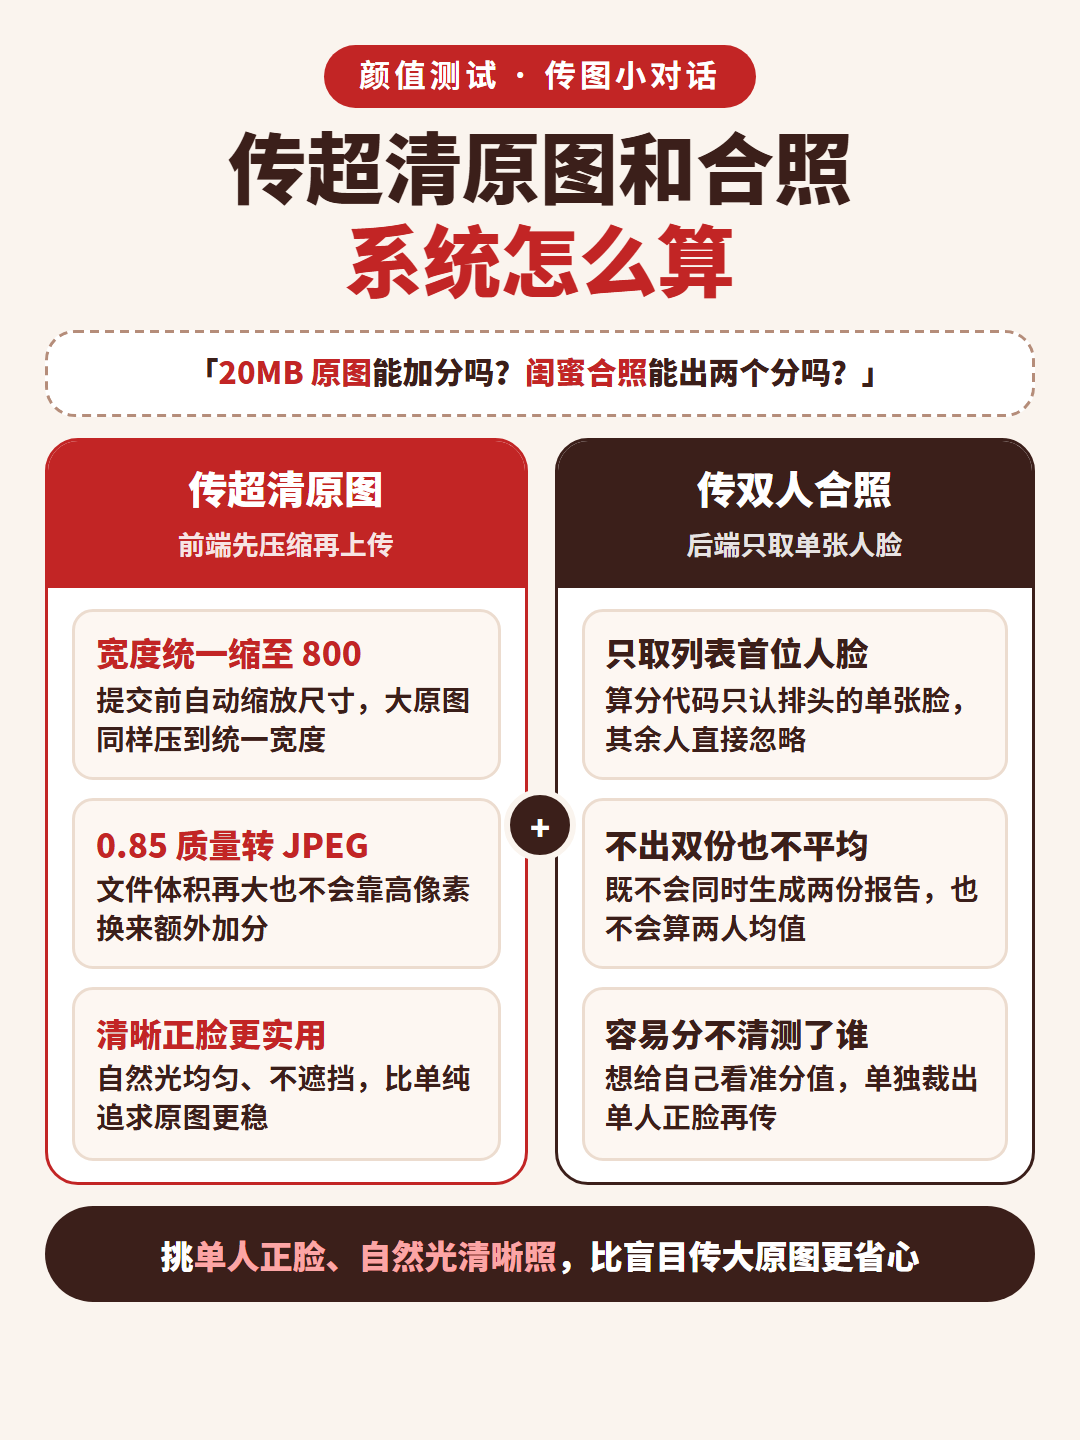 颜值测试 · 传图小对话
传超清原图和合照
系统怎么算
「20MB 原图能加分吗？闺蜜合照能出两个分吗？」
传超清原图
前端先压缩再上传
宽度统一缩至 800
提交前自动缩放尺寸，大原图
同样压到统一宽度
0.85 质量转 JPEG
文件体积再大也不会靠高像素
换来额外加分
清晰正脸更实用
自然光均匀、不遮挡，比单纯
追求原图更稳
+
传双人合照
后端只取单张人脸
只取列表首位人脸
算分代码只认排头的单张脸，
其余人直接忽略
不出双份也不平均
既不会同时生成两份报告，也
不会算两人均值
容易分不清测了谁
想给自己看准分值，单独裁出
单人正脸再传
挑单人正脸、自然光清晰照，比盲目传大原图更省心